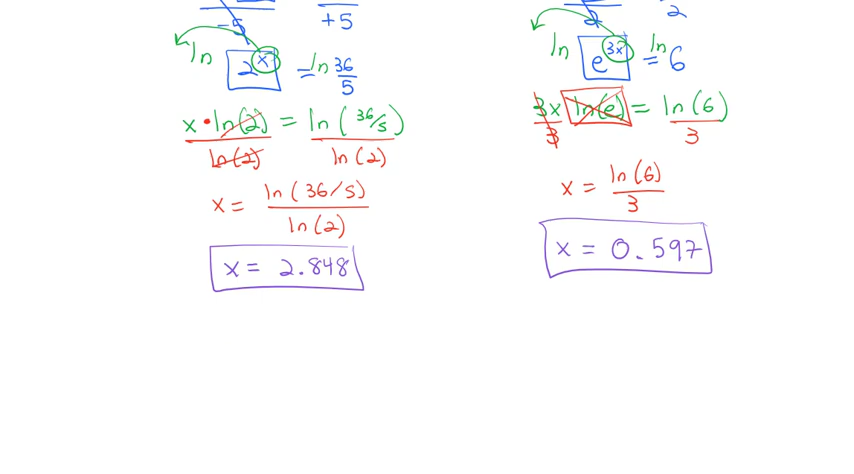 -5 +5
ln 2^x = ln 36/5
x • ln(2) = ln(36/5)
ln(2) ln(2)
x = ln(36/5)
ln(2)
x = 2.848
2 2
ln e^3x = ln 6
3x ln(e) = ln(6)
3 3
x = ln(6)
3
x = 0.597